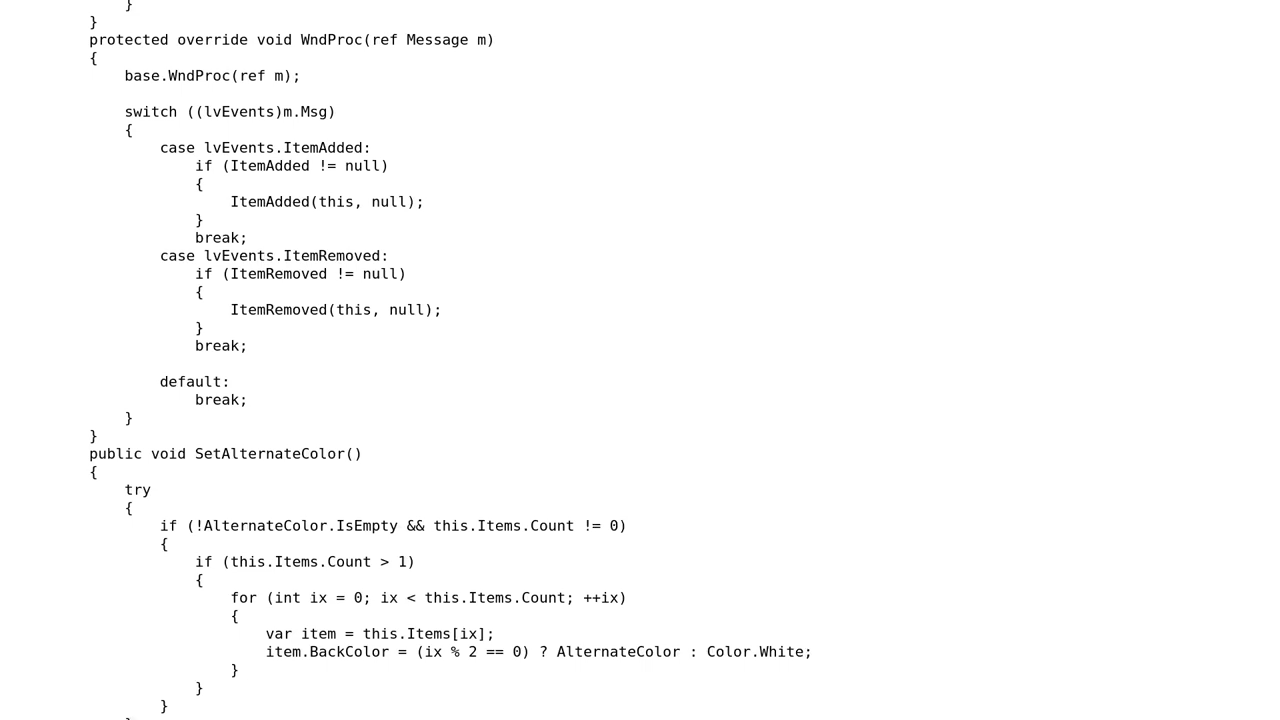 }
        }
        protected override void WndProc(ref Message m)
        {
            base.WndProc(ref m);

            switch ((lvEvents)m.Msg)
            {
                case lvEvents.ItemAdded:
                    if (ItemAdded != null)
                    {
                        ItemAdded(this, null);
                    }
                    break;
                case lvEvents.ItemRemoved:
                    if (ItemRemoved != null)
                    {
                        ItemRemoved(this, null);
                    }
                    break;

                default:
                    break;
            }
        }
        public void SetAlternateColor()
        {
            try
            {
                if (!AlternateColor.IsEmpty && this.Items.Count != 0)
                {
                    if (this.Items.Count > 1)
                    {
                        for (int ix = 0; ix < this.Items.Count; ++ix)
                        {
                            var item = this.Items[ix];
                            item.BackColor = (ix % 2 == 0) ? AlternateColor : Color.White;
                        }
                    }
                }
            }